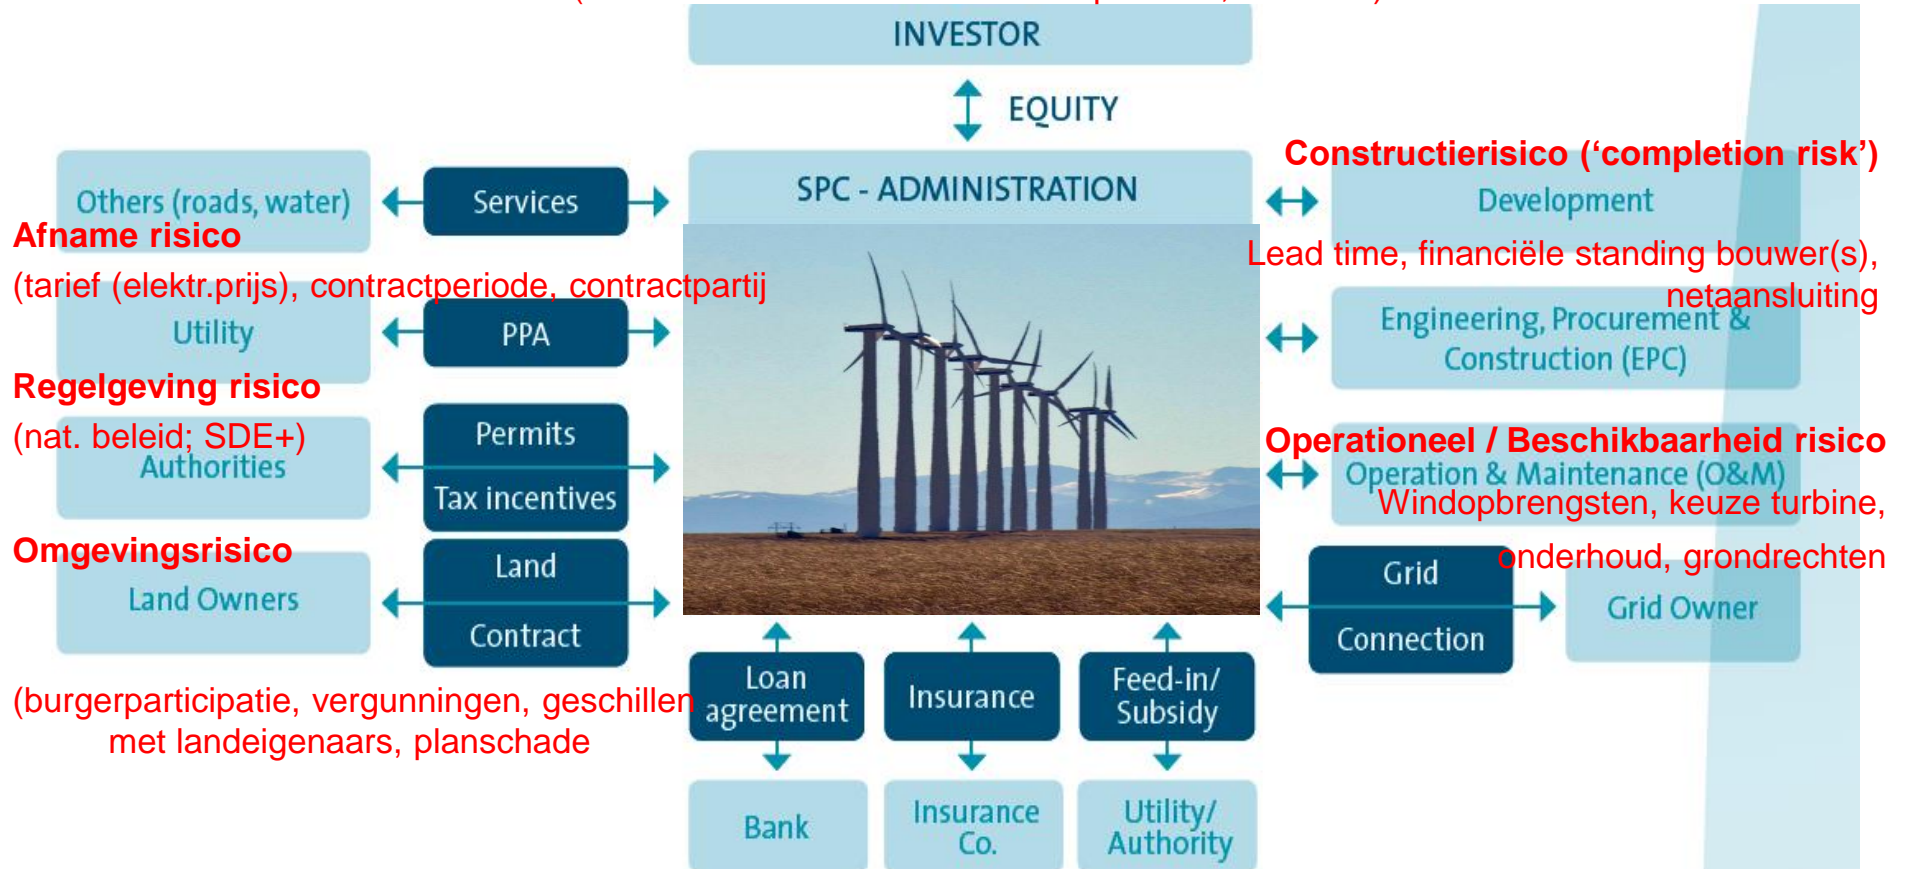 INVESTOR
EQUITY
SPC - ADMINISTRATION
Others (roads, water)
Services
Afname risico
(tarief (elektr.prijs), contractperiode, contractpartij
Utility
PPA
Regelgeving risico
(nat. beleid; SDE+)
Authorities
Permits
Tax incentives
Omgevingsrisico
Land Owners
Land
Contract
(burgerparticipatie, vergunningen, geschillen
met landeigenaars, planschade
Constructierisico (‘completion risk’)
Development
Lead time, financiële standing bouwer(s),
netaansluiting
Engineering, Procurement &
Construction (EPC)
Operationeel / Beschikbaarheid risico
Operation & Maintenance (O&M)
Windopbrengsten, keuze turbine,
onderhoud, grondrechten
Grid
Connection
Grid Owner
Loan
agreement
Insurance
Feed-in/
Subsidy
Bank
Insurance
Co.
Utility/
Authority